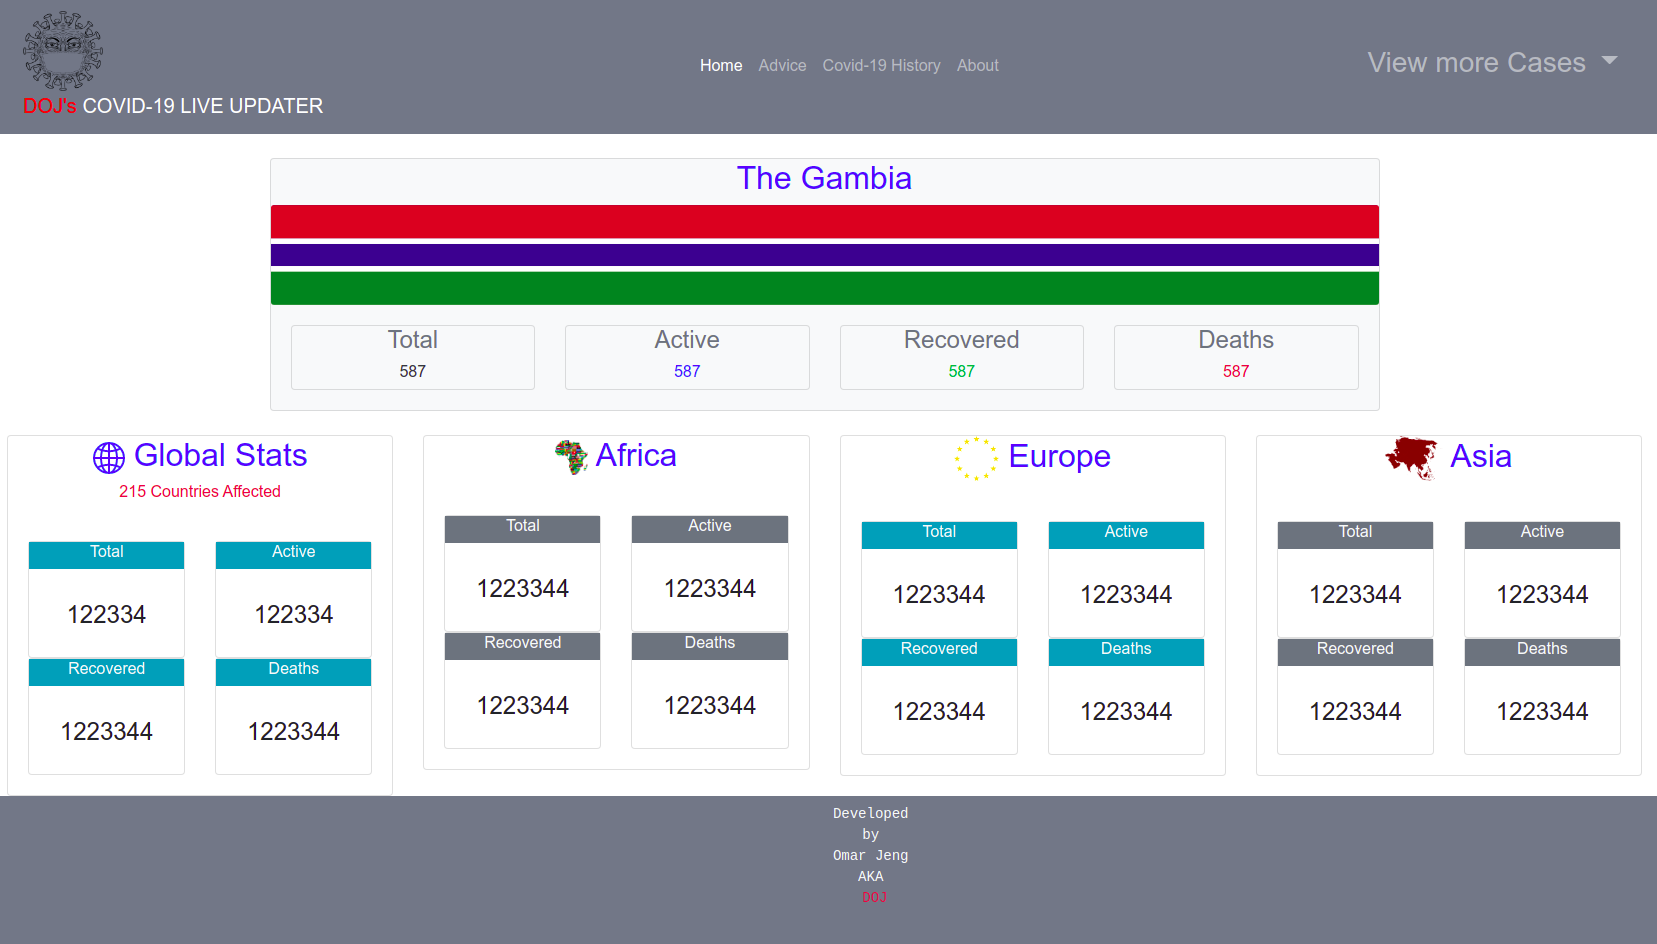 DOJ's COVID-19 LIVE UPDATER
Home Advice Covid-19 History About
View more Cases
The Gambia
Total Active Recovered Deaths
587 587 587 587
Global Stats
215 Countries Affected
Total Active
122334 122334
Recovered Deaths
1223344 1223344
Africa
Total Active
1223344 1223344
Recovered Deaths
1223344 1223344
Europe
Total Active
1223344 1223344
Recovered Deaths
1223344 1223344
Asia
Total Active
1223344 1223344
Recovered Deaths
1223344 1223344
Developed
by
Omar Jeng
AKA
DOJ